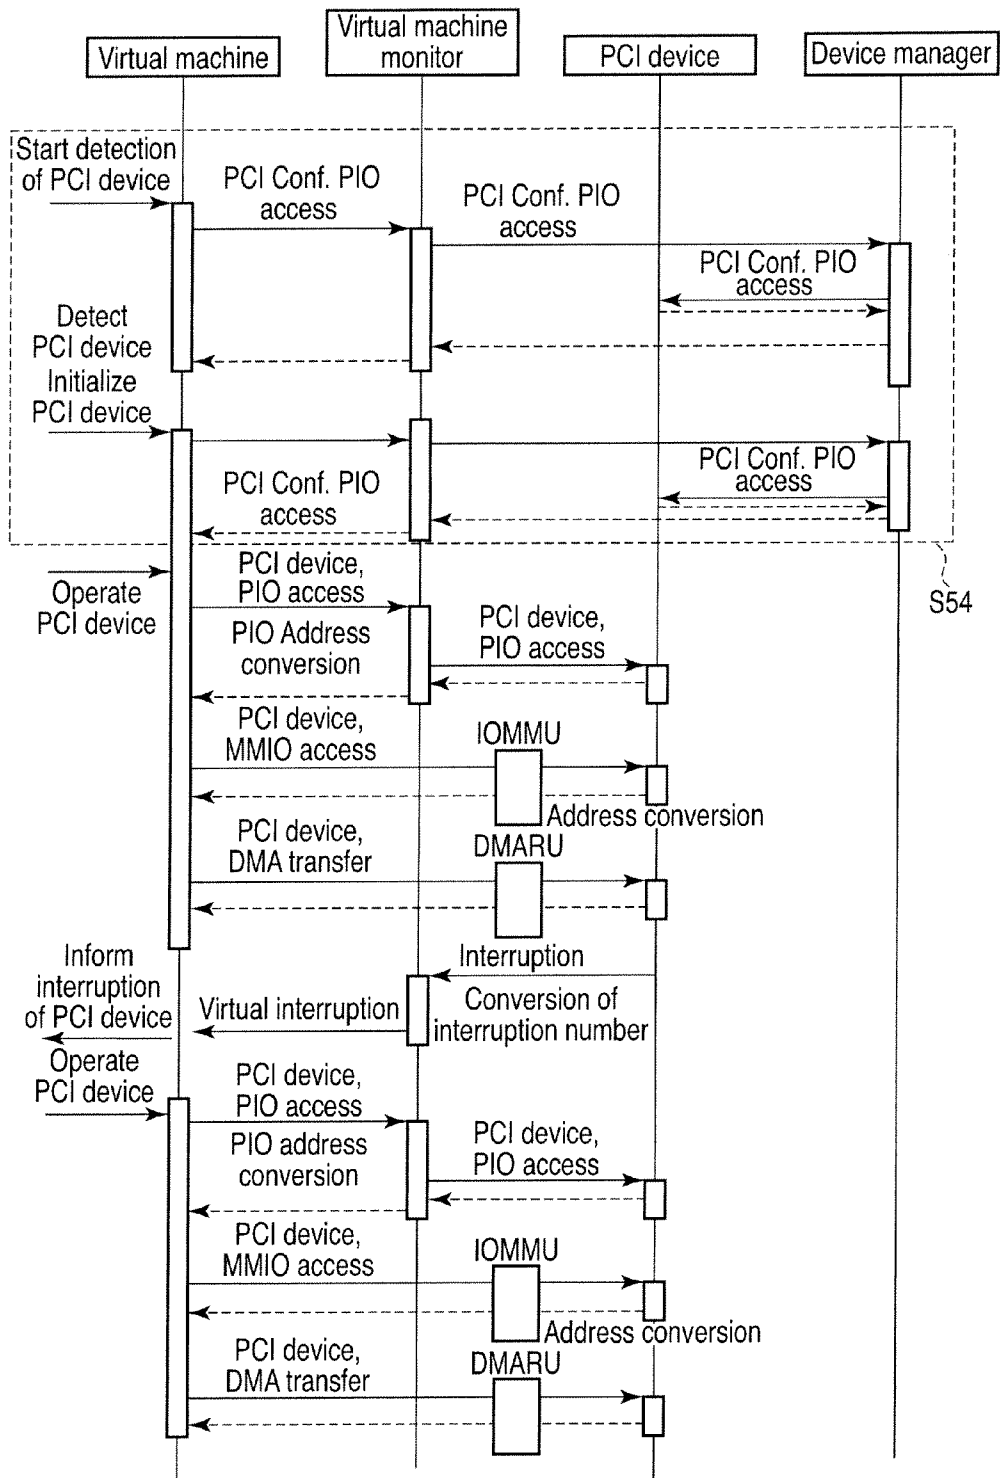 Virtual machine
Virtual machine
monitor
PCI device
Device manager
Start detection
of PCI device
PCI Conf. PIO
access
PCI Conf. PIO
access
PCI Conf. PIO
access
Detect
PCI device
Initialize
PCI device
PCI Conf. PIO
access
PCI Conf. PIO
access
S54
Operate
PCI device
PCI device,
PIO access
PIO Address
conversion
PCI device,
PIO access
PCI device,
MMIO access
IOMMU
Address conversion
PCI device,
DMA transfer
DMARU
Interruption
Conversion of
interruption number
Virtual interruption
Inform
interruption
of PCI device
Operate
PCI device
PCI device,
PIO access
PIO address
conversion
PCI device,
PIO access
PCI device,
MMIO access
IOMMU
Address conversion
PCI device,
DMA transfer
DMARU